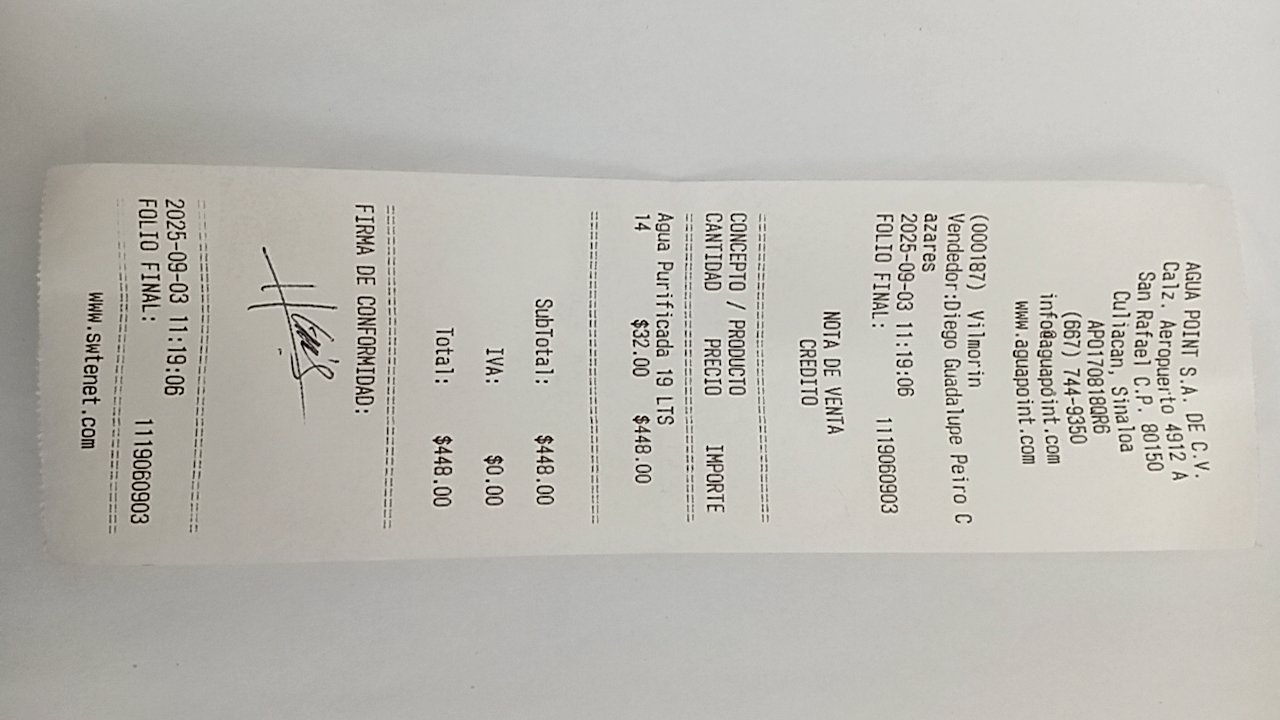 AGUA POINT S.A. DE C.V.
Calz. Aeropuerto 4912 A
San Rafael C.P. 80150
Culiacan, Sinaloa
APO170818QR6
(667) 744-9350
info@aguapoint.com
www.aguapoint.com
NOTA DE VENTA
CREDITO
(000187) Vilmorin
Vendedor:Diego Guadalupe Peiro C
azares
2025-09-03 11:19:06
FOLIO FINAL: 1119060903
CONCEPTO / PRODUCTO
CANTIDAD PRECIO IMPORTE
Agua Purificada 19 LTS
14 $32.00 $448.00
SubTotal: $448.00
IVA: $0.00
Total: $448.00
FIRMA DE CONFORMIDAD:
2025-09-03 11:19:06
FOLIO FINAL: 1119060903
www.swtenet.com